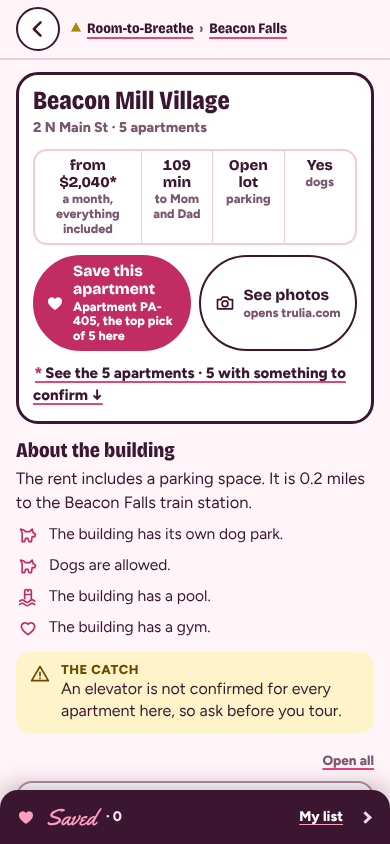 Room-to-Breathe › Beacon Falls
Beacon Mill Village
2 N Main St · 5 apartments
from $2,040*
a month, everything included
109 min
to Mom and Dad
Open lot
parking
Yes
dogs
Save this apartment
Apartment PA-405, the top pick of 5 here
See photos
opens trulia.com
* See the 5 apartments · 5 with something to
confirm ↓
About the building
The rent includes a parking space. It is 0.2 miles
to the Beacon Falls train station.
The building has its own dog park.
Dogs are allowed.
The building has a pool.
The building has a gym.
THE CATCH
An elevator is not confirmed for every
apartment here, so ask before you tour.
Open all
Saved · 0
My list